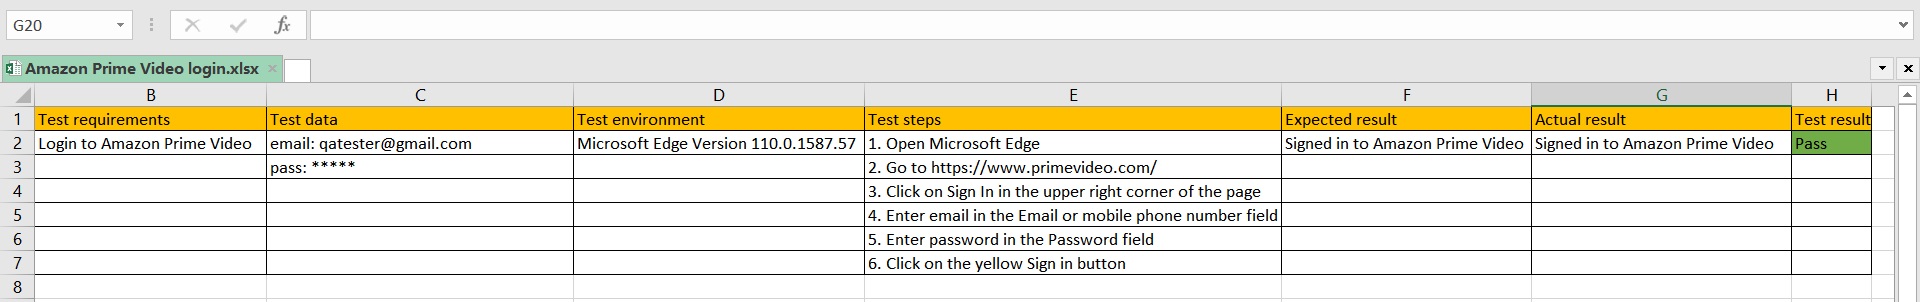 G20
fx
Amazon Prime Video login.xlsx
B C D E F G H
1 Test requirements Test data Test environment Test steps Expected result Actual result Test result
2 Login to Amazon Prime Video email: qatester@gmail.com Microsoft Edge Version 110.0.1587.57 1. Open Microsoft Edge Signed in to Amazon Prime Video Signed in to Amazon Prime Video Pass
3 pass: ***** 2. Go to https://www.primevideo.com/
4 3. Click on Sign In in the upper right corner of the page
5 4. Enter email in the Email or mobile phone number field
6 5. Enter password in the Password field
7 6. Click on the yellow Sign in button
8